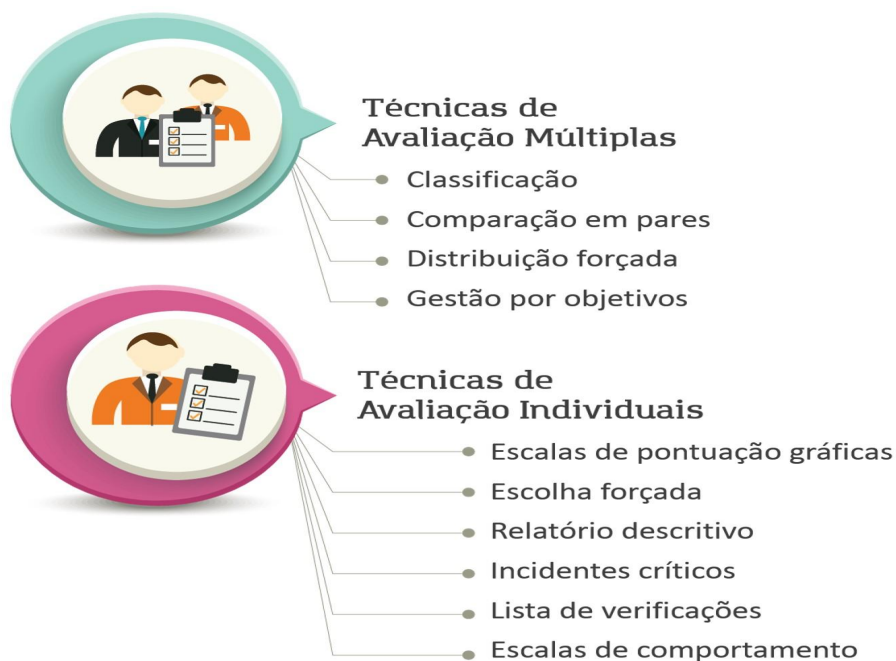 Técnicas de
Avaliação Múltiplas
Classificação
Comparação em pares
Distribuição forçada
Gestão por objetivos
Técnicas de
Avaliação Individuais
Escalas de pontuação gráficas
Escolha forçada
Relatório descritivo
Incidentes críticos
Lista de verificações
Escalas de comportamento